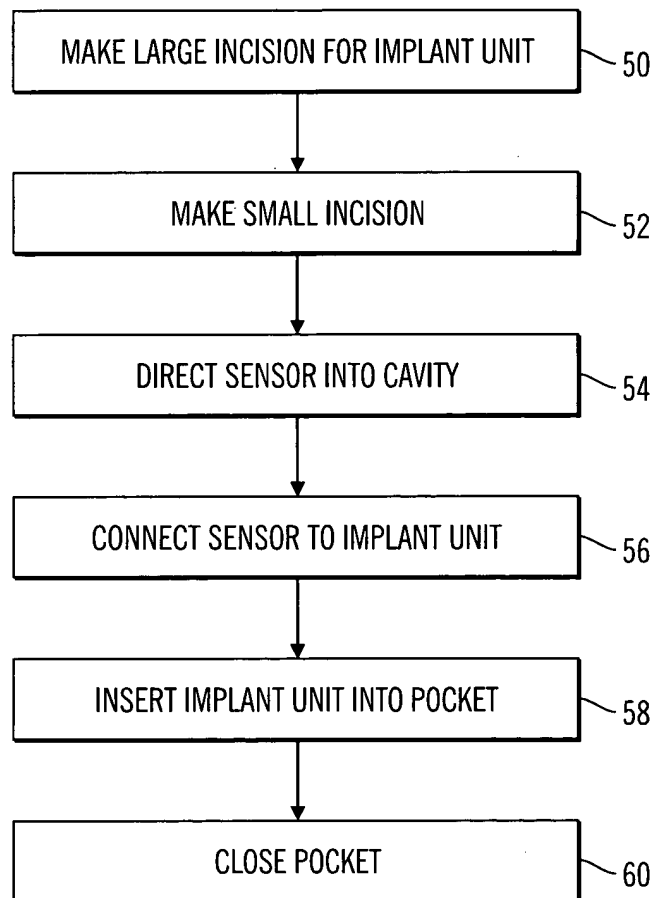 MAKE LARGE INCISION FOR IMPLANT UNIT
50
MAKE SMALL INCISION
52
DIRECT SENSOR INTO CAVITY
54
CONNECT SENSOR TO IMPLANT UNIT
56
INSERT IMPLANT UNIT INTO POCKET
58
CLOSE POCKET
60